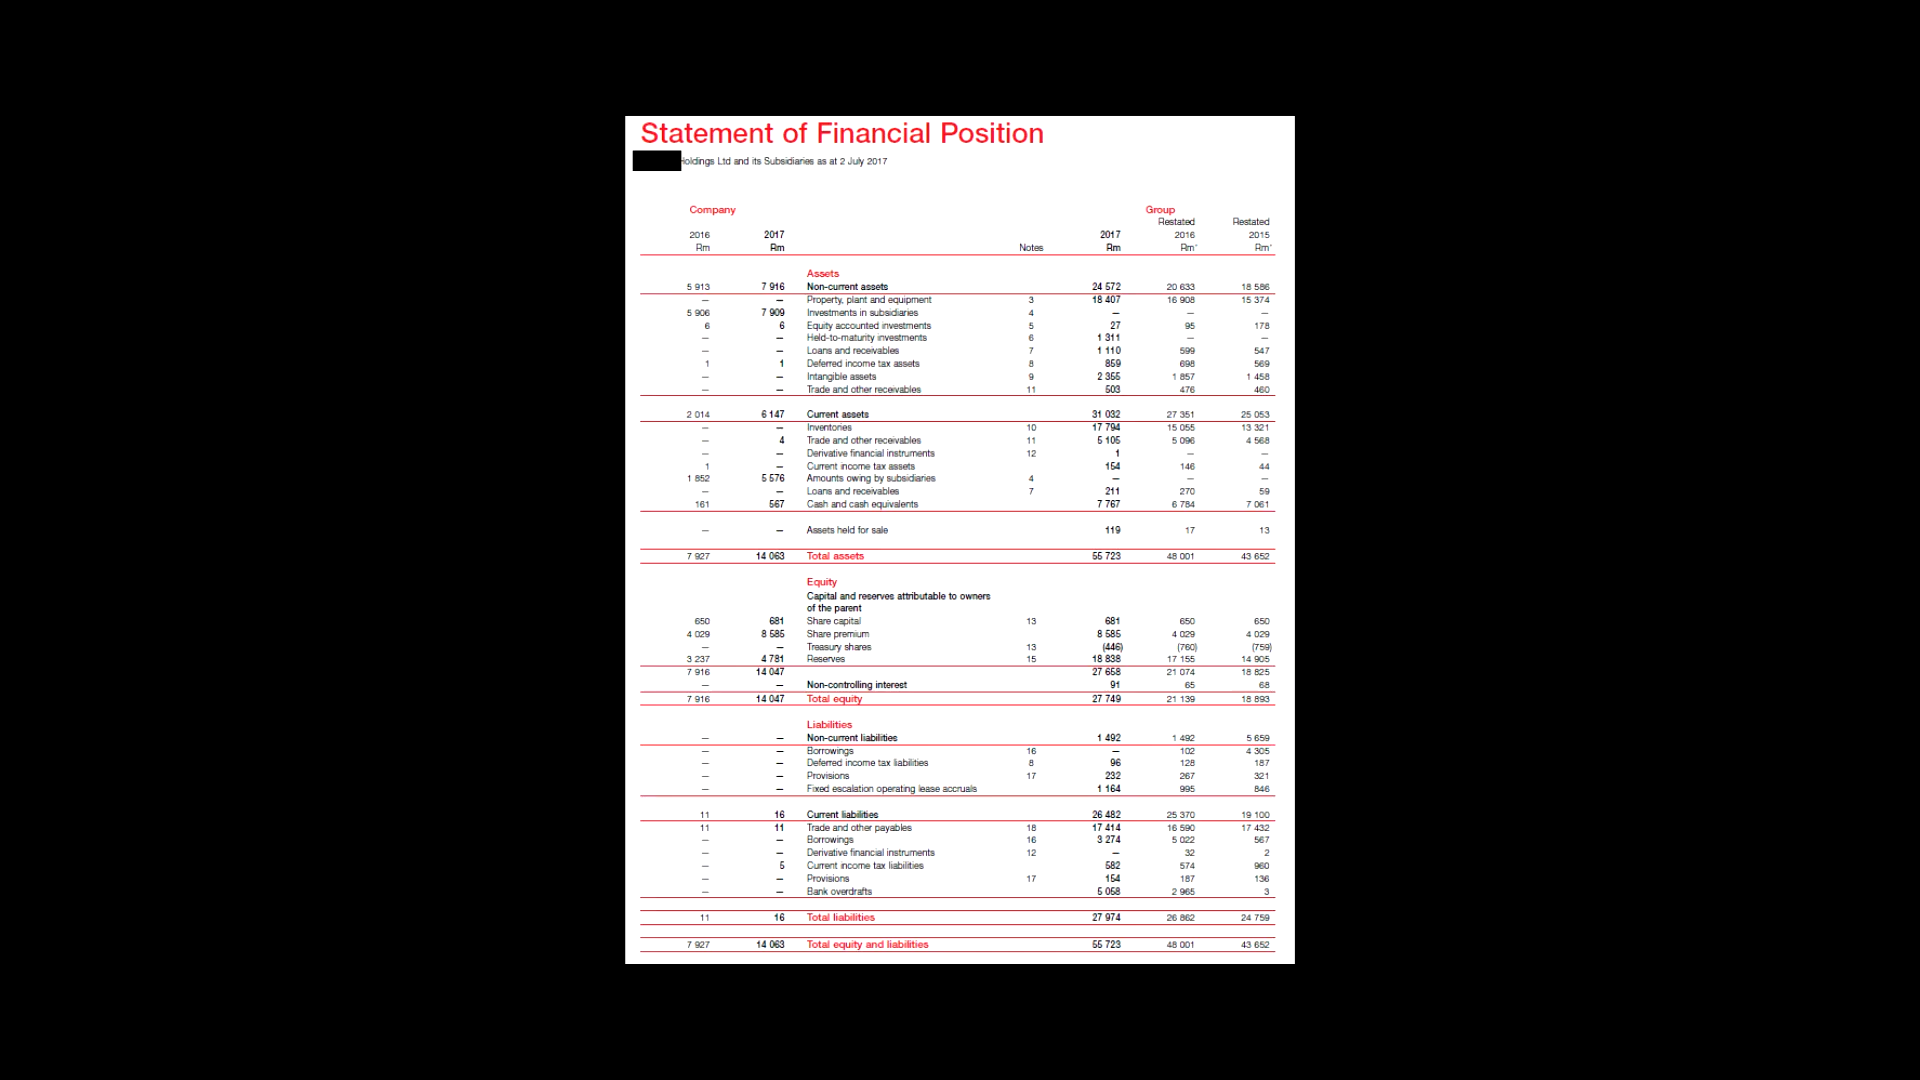 Statement of Financial Position
Holdings Ltd and its Subsidiaries as at 2 July 2017
Company Group
Restated Restated
2016 2017 2017 2016 2015
Rm Rm Notes Rm Rm* Rm*
Assets
5 913 7 916 Non-current assets 24 572 20 633 18 586
— — Property, plant and equipment 3 18 407 16 908 15 374
5 906 7 909 Investments in subsidiaries 4 — — —
6 6 Equity accounted investments 5 27 95 178
— — Held-to-maturity investments 6 1 311 — —
— — Loans and receivables 7 1 110 599 547
1 1 Deferred income tax assets 8 859 698 569
— — Intangible assets 9 2 355 1 857 1 458
— — Trade and other receivables 11 503 476 460
2 014 6 147 Current assets 31 032 27 351 25 053
— — Inventories 10 17 794 15 055 13 321
— 4 Trade and other receivables 11 5 105 5 096 4 568
— — Derivative financial instruments 12 1 — —
1 — Current income tax assets 154 146 44
1 852 5 576 Amounts owing by subsidiaries 4 — — —
— — Loans and receivables 7 211 270 59
161 567 Cash and cash equivalents 7 767 6 784 7 061
— — Assets held for sale 119 17 13
7 927 14 063 Total assets 55 723 48 001 43 652
Equity
Capital and reserves attributable to owners
of the parent
650 681 Share capital 13 681 650 650
4 029 8 585 Share premium 8 585 4 029 4 029
— — Treasury shares 13 (446) (760) (759)
3 237 4 781 Reserves 15 18 838 17 155 14 905
7 916 14 047 27 658 21 074 18 825
— — Non-controlling interest 91 65 68
7 916 14 047 Total equity 27 749 21 139 18 893
Liabilities
— — Non-current liabilities 1 492 1 492 5 659
— — Borrowings 16 — 102 4 305
— — Deferred income tax liabilities 8 96 128 187
— — Provisions 17 232 267 321
— — Fixed escalation operating lease accruals 1 164 995 846
11 16 Current liabilities 26 482 25 370 19 100
11 11 Trade and other payables 18 17 414 16 590 17 432
— — Borrowings 16 3 274 5 022 567
— — Derivative financial instruments 12 — 32 2
— 5 Current income tax liabilities 582 574 960
— — Provisions 17 154 187 136
— — Bank overdrafts 5 058 2 965 3
11 16 Total liabilities 27 974 26 862 24 759
7 927 14 063 Total equity and liabilities 55 723 48 001 43 652